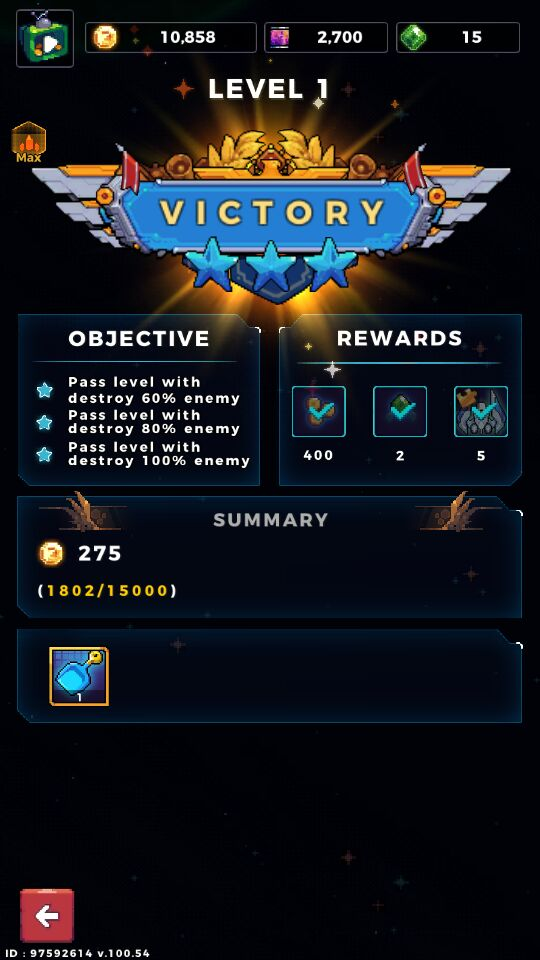 10,858
2,700
15
LEVEL 1
Max
VICTORY
OBJECTIVE
Pass level with
destroy 60% enemy
Pass level with
destroy 80% enemy
Pass level with
destroy 100% enemy
REWARDS
400
2
5
SUMMARY
275
(1802/15000)
1
ID : 97592614 v.100.54